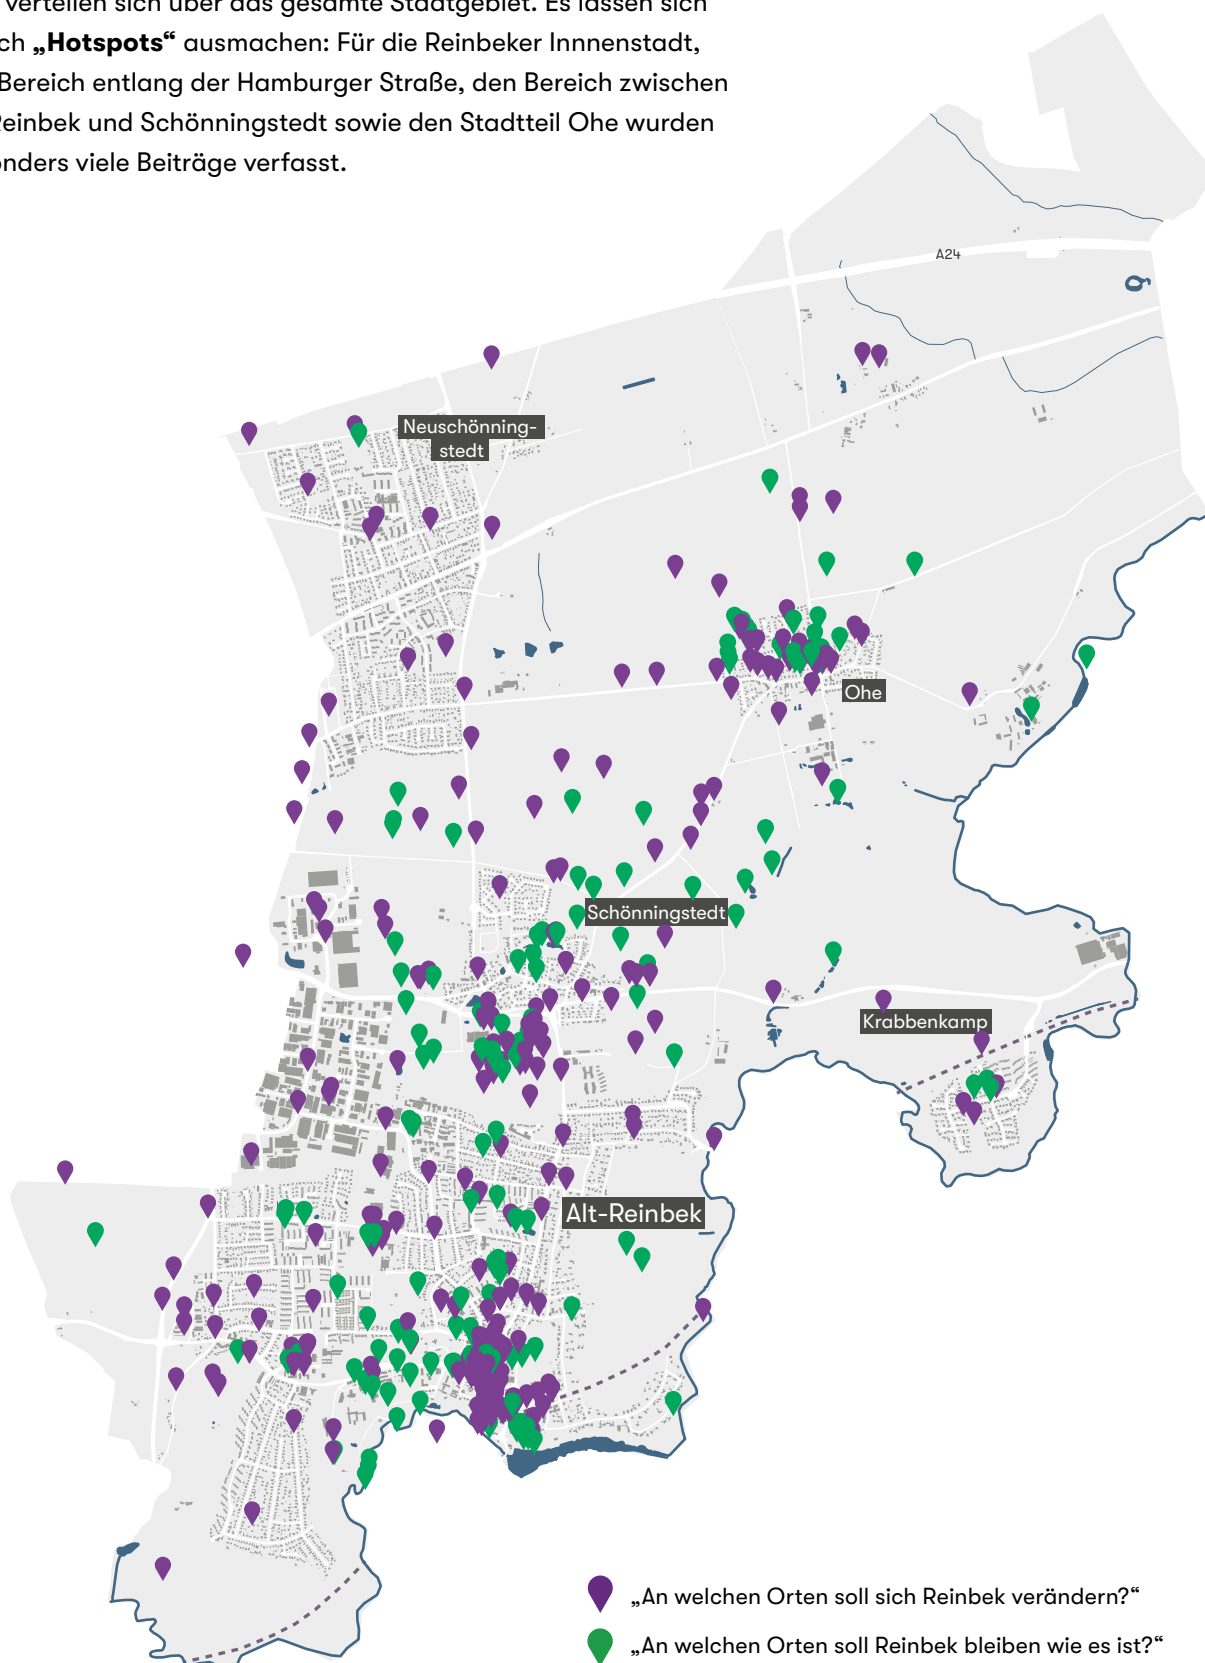 verteilen sich über das gesamte Stadtgebiet. Es lassen sich
ch „Hotspots“ ausmachen: Für die Reinbeker Innnenstadt,
Bereich entlang der Hamburger Straße, den Bereich zwischen
Reinbek und Schönningstedt sowie den Stadtteil Ohe wurden
onders viele Beiträge verfasst.
A24
Neuschönning-
stedt
Ohe
Schönningstedt
Krabbenkamp
Alt-Reinbek
„An welchen Orten soll sich Reinbek verändern?“
„An welchen Orten soll Reinbek bleiben wie es ist?“